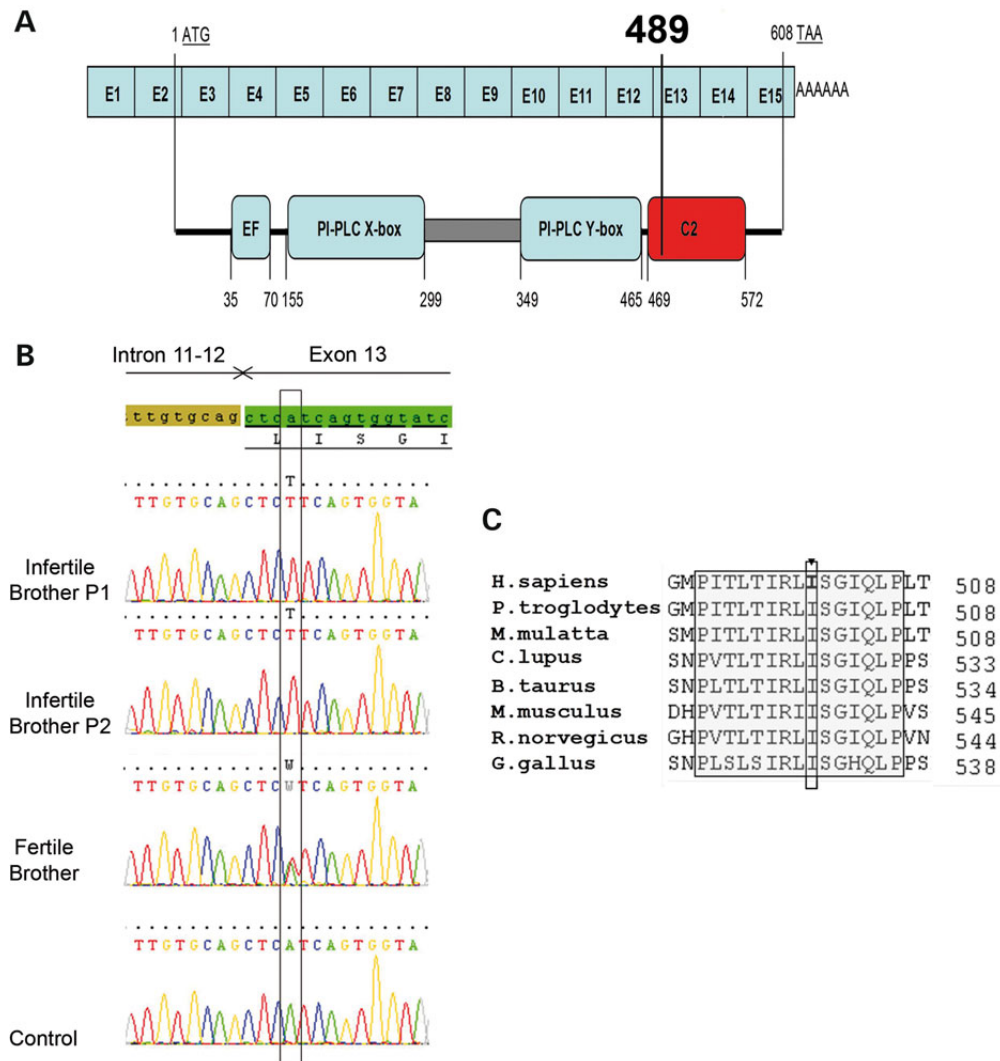 A
1 ATG
489
608 TAA
E1 E2 E3 E4 E5 E6 E7 E8 E9 E10 E11 E12 E13 E14 E15 AAAAAA
EF PI-PLC X-box PI-PLC Y-box C2
35 70 155 299 349 465 469 572
B
Intron 11-12 Exon 13
ttgtgcag ctcatcagtggtatc
L I S G I
T
TTGTGCAGCTCTTCAGTGGTA
Infertile
Brother P1
T
TTGTGCAGCTCTTCAGTGGTA
Infertile
Brother P2
W
TTGTGCAGCTCWTCAGTGGTA
Fertile
Brother
TTGTGCAGCTCATCAGTGGTA
Control
C
H.sapiens GMPITLTIRLISGIQLPLT 508
P.troglodytes GMPITLTIRLISGIQLPLT 508
M.mulatta SMPITLTIRLISGIQLPLT 508
C.lupus SNPVTLTIRLISGIQLPPS 533
B.taurus SNPLTLTIRLISGIQLPPS 534
M.musculus DHPVTLTIRIISGIQLPVS 545
R.norvegicus GHPVTLTIRLISGIQLPVN 544
G.gallus SNPLSLSIRLISGHQLPPS 538